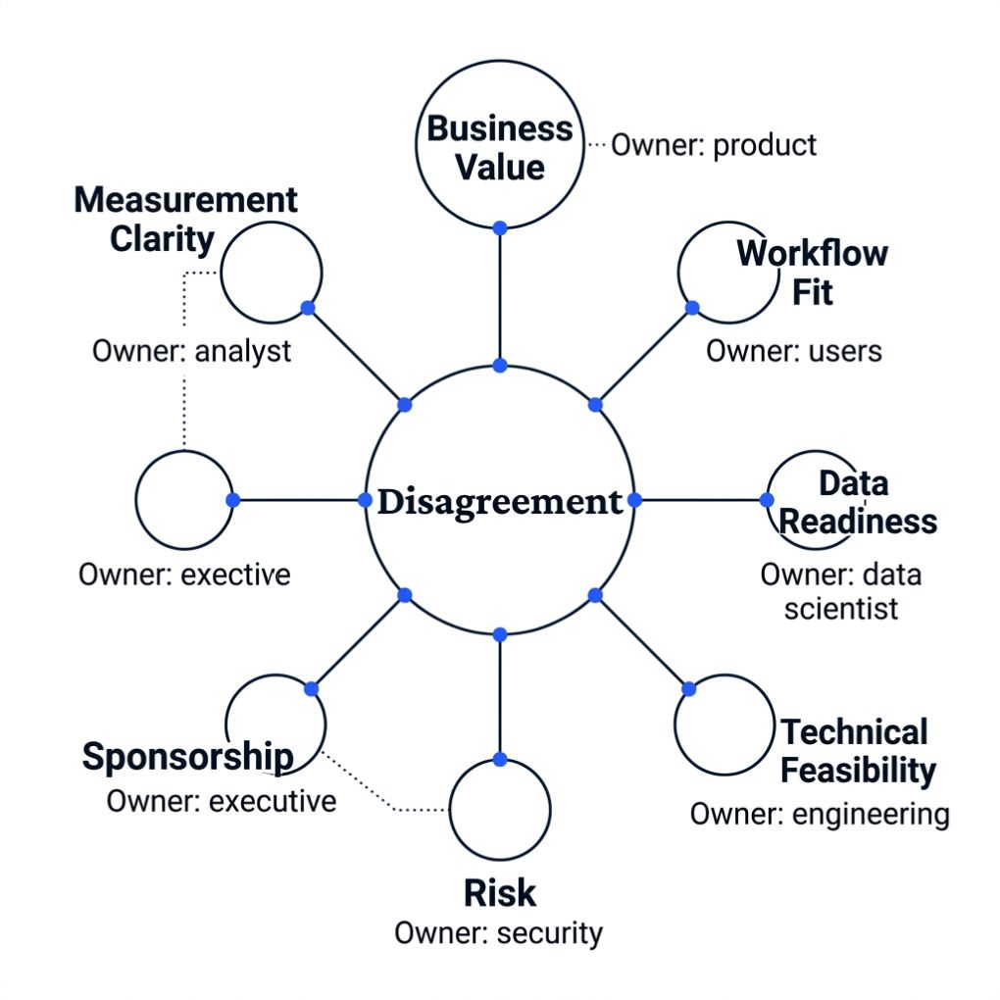 Business
Value
Owner: product
Measurement
Clarity
Workflow
Fit
Owner: analyst
Owner: users
Disagreement
Data
Readiness
Owner: exective
Owner: data
scientist
Sponsorship
Owner: executive
Technical
Feasibility
Owner: engineering
Risk
Owner: security